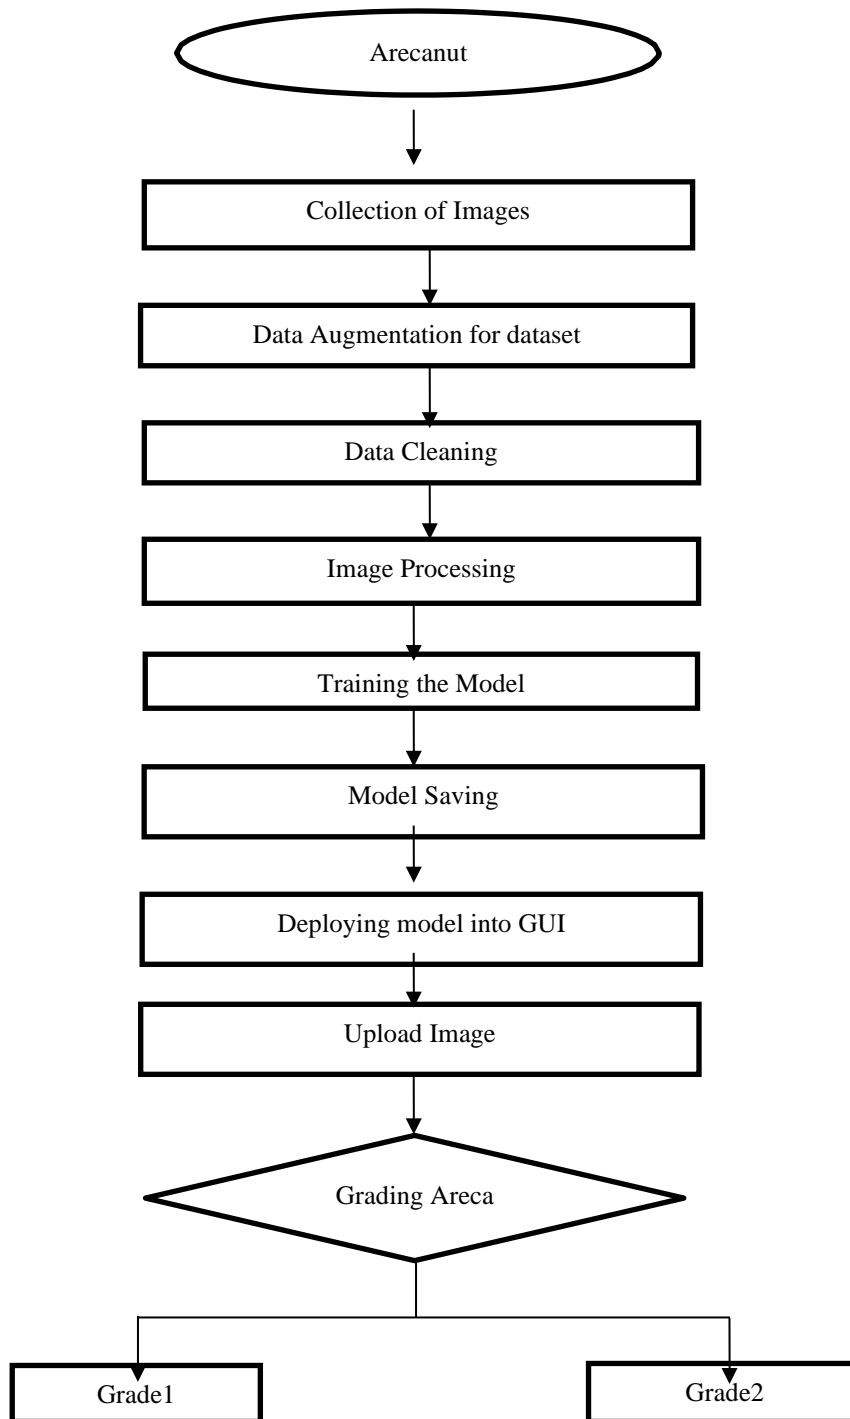 Arecanut
Collection of Images
Data Augmentation for dataset
Data Cleaning
Image Processing
Training the Model
Model Saving
Deploying model into GUI
Upload Image
Grading Areca
Grade1
Grade2